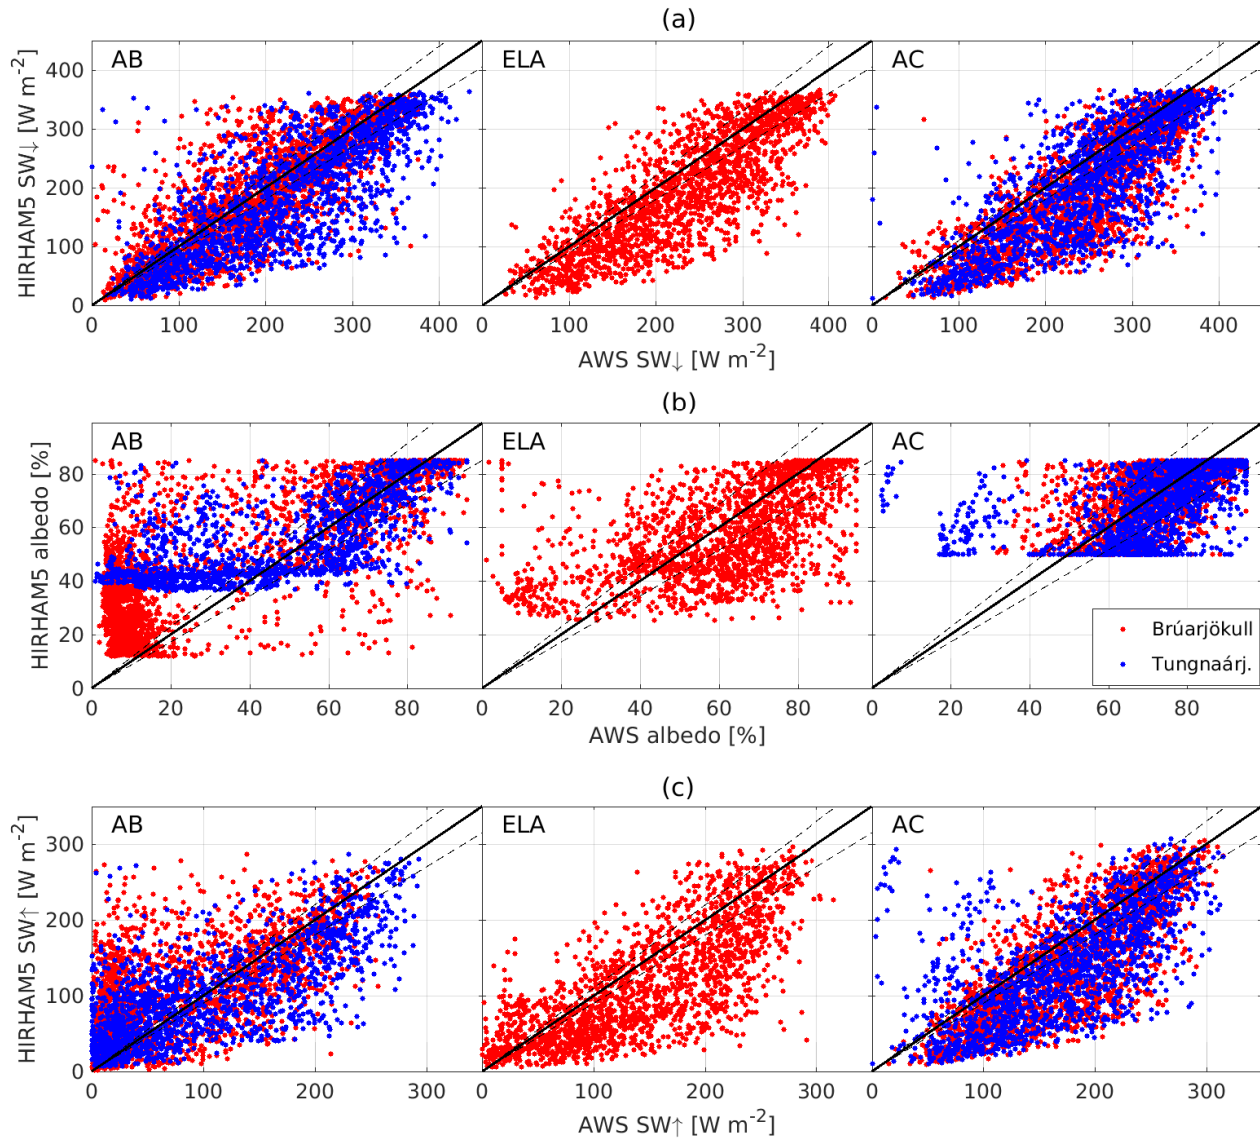 (a)
AB
ELA
AC
HIRHAM5 SW↓ [W m⁻²]
400
300
200
100
0
0 100 200 300 400
0 100 200 300 400
0 100 200 300 400
AWS SW↓ [W m⁻²]
(b)
AB
ELA
AC
HIRHAM5 albedo [%]
80
60
40
20
0
0 20 40 60 80
0 20 40 60 80
0 20 40 60 80
Brúarjökull
Tungnaárj.
AWS albedo [%]
(c)
AB
ELA
AC
HIRHAM5 SW↑ [W m⁻²]
300
200
100
0
0 100 200 300
0 100 200 300
0 100 200 300
AWS SW↑ [W m⁻²]